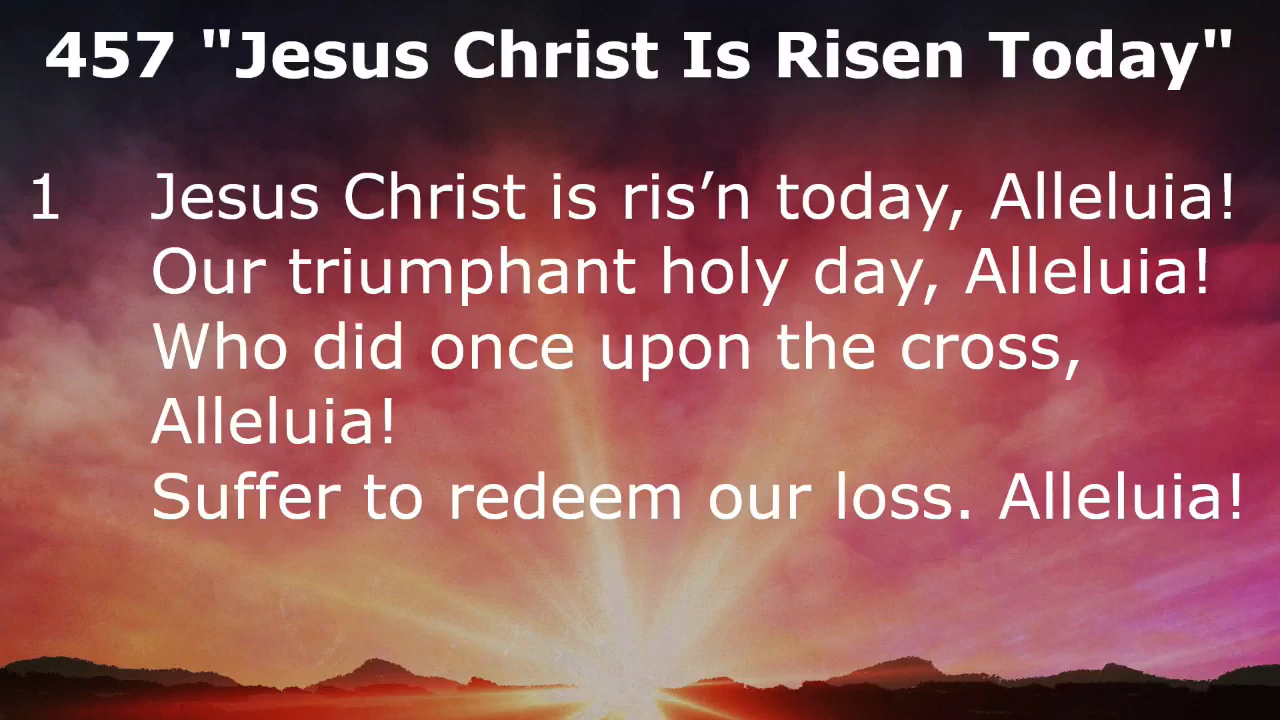 457 "Jesus Christ Is Risen Today"
1 Jesus Christ is ris’n today, Alleluia!
Our triumphant holy day, Alleluia!
Who did once upon the cross,
Alleluia!
Suffer to redeem our loss. Alleluia!